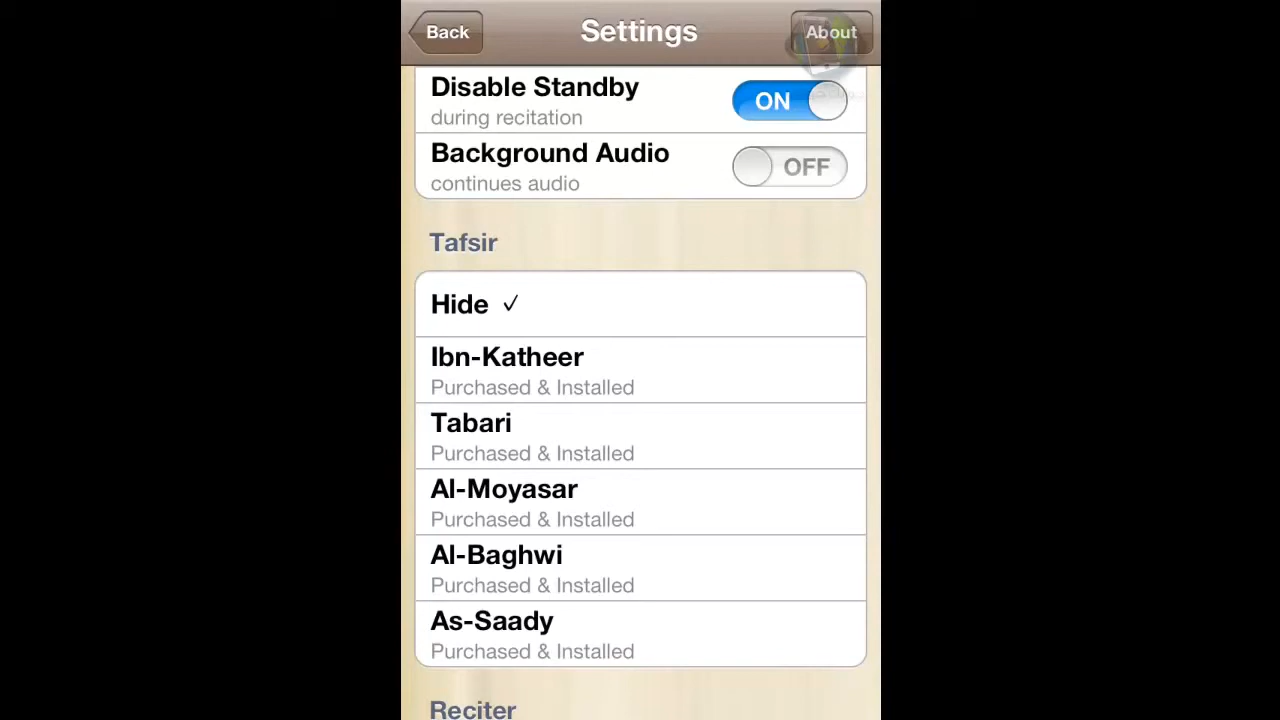 Back
Settings
About
Disable Standby
during recitation
ON
Background Audio
continues audio
OFF
Tafsir
Hide ✓
Ibn-Katheer
Purchased & Installed
Tabari
Purchased & Installed
Al-Moyasar
Purchased & Installed
Al-Baghwi
Purchased & Installed
As-Saady
Purchased & Installed
Reciter